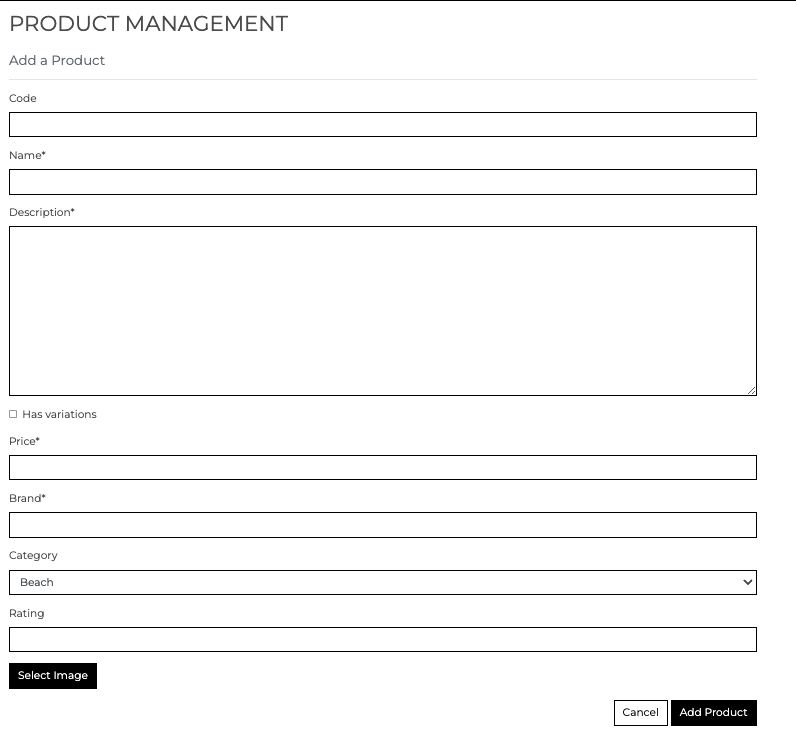 PRODUCT MANAGEMENT
Add a Product
Code
Name*
Description*
Has variations
Price*
Brand*
Category
Beach
Rating
Select Image
Cancel Add Product